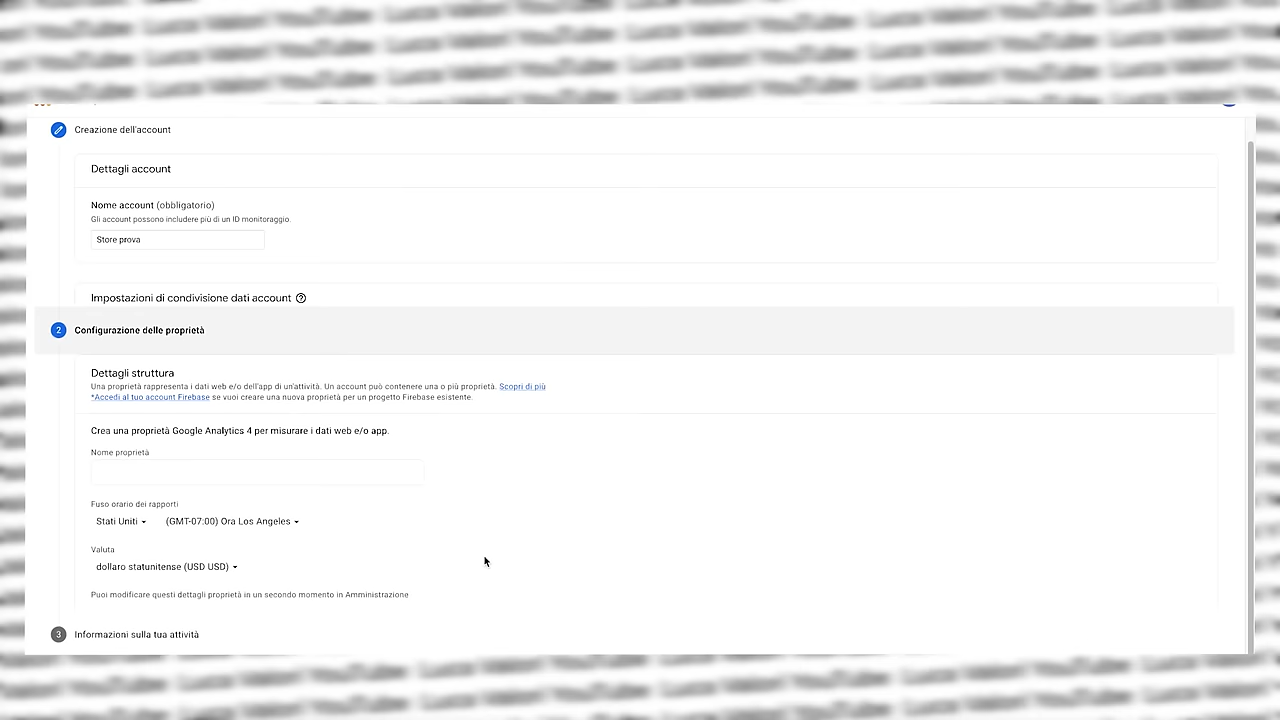 Creazione dell'account
Dettagli account
Nome account (obbligatorio)
Gli account possono includere più di un ID monitoraggio.
Store prova
Impostazioni di condivisione dati account
2 Configurazione delle proprietà
Dettagli struttura
Una proprietà rappresenta i dati web e/o dell'app di un'attività. Un account può contenere una o più proprietà. Scopri di più
*Accedi al tuo account Firebase se vuoi creare una nuova proprietà per un progetto Firebase esistente.
Crea una proprietà Google Analytics 4 per misurare i dati web e/o app.
Nome proprietà
Fuso orario dei rapporti
Stati Uniti (GMT-07:00) Ora Los Angeles
Valuta
dollaro statunitense (USD USD)
Puoi modificare questi dettagli proprietà in un secondo momento in Amministrazione
3 Informazioni sulla tua attività